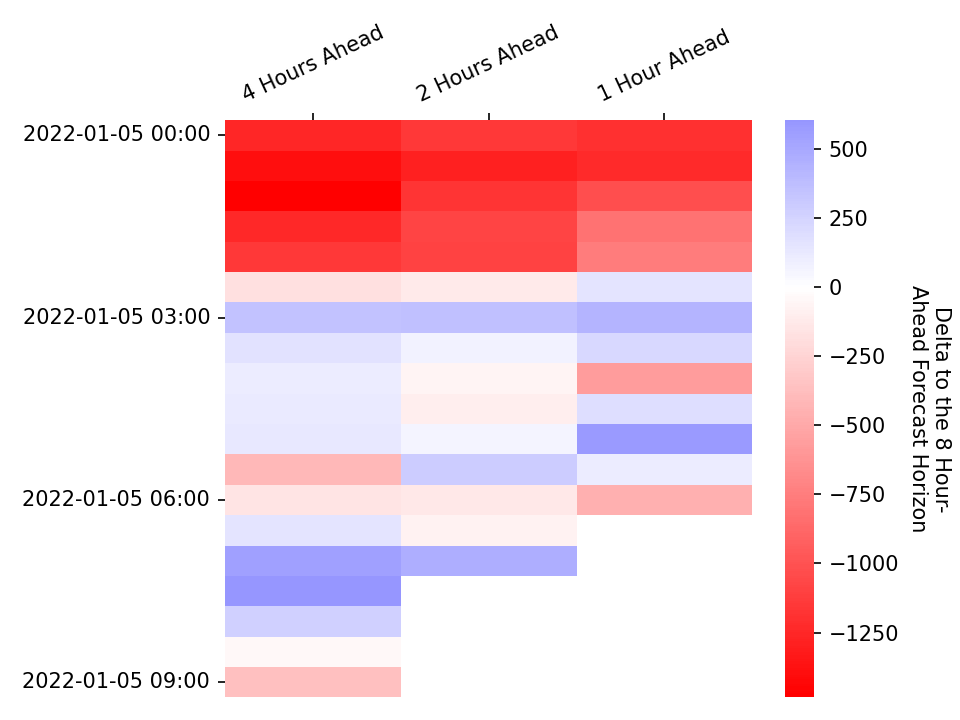 4 Hours Ahead
2 Hours Ahead
1 Hour Ahead
2022-01-05 00:00
2022-01-05 03:00
2022-01-05 06:00
2022-01-05 09:00
500
250
0
−250
−500
−750
−1000
−1250
Delta to the 8 Hour-
Ahead Forecast Horizon